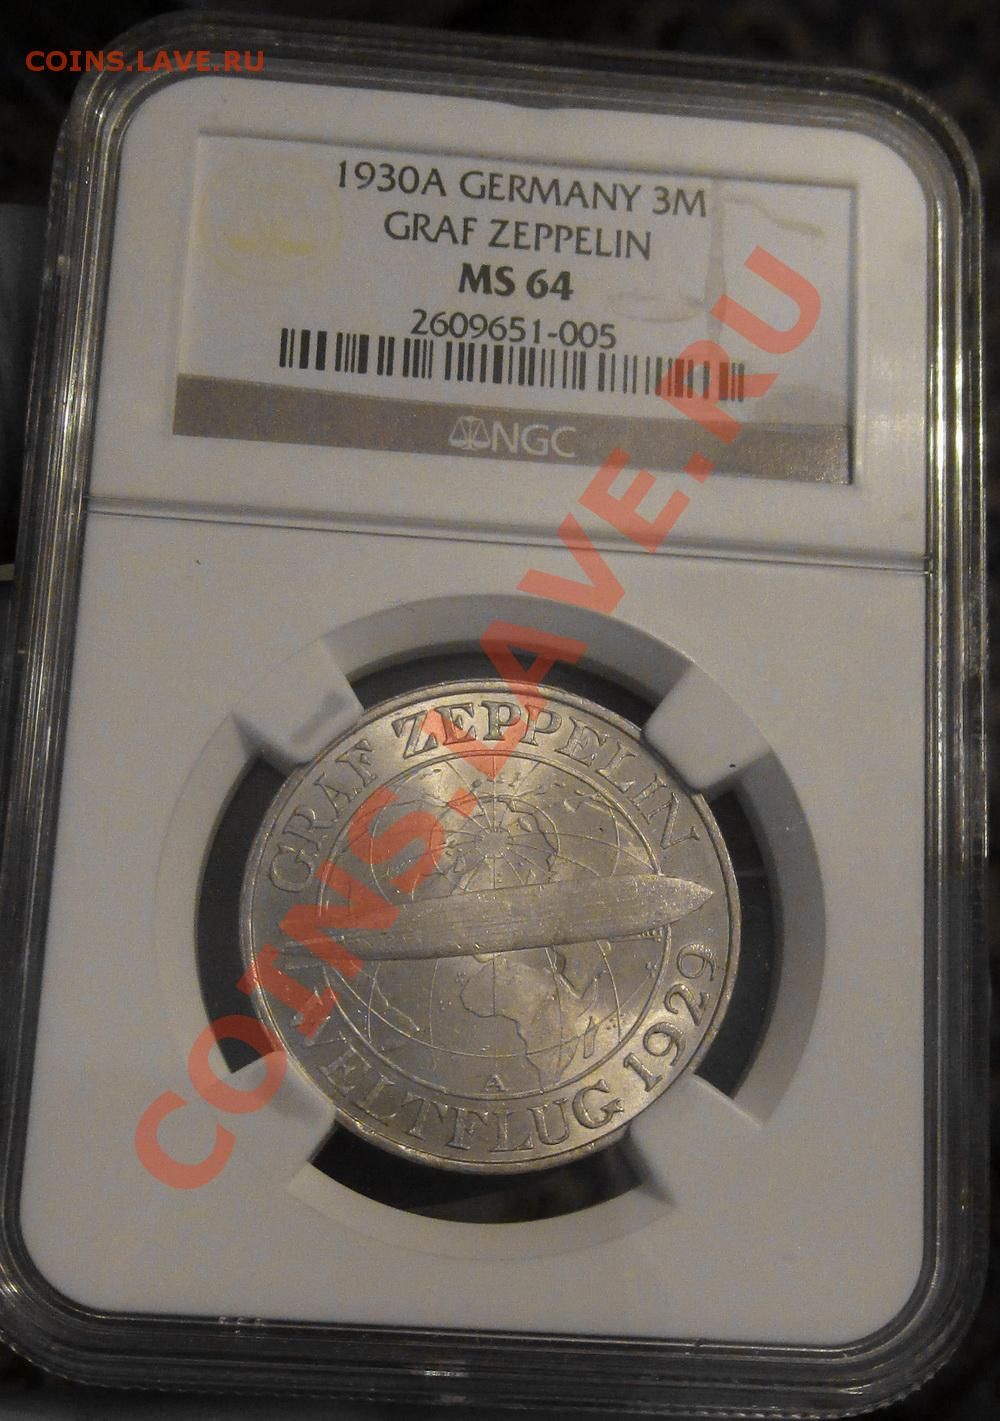 COINS.LAVE.RU
1930A GERMANY 3M
GRAF ZEPPELIN
MS 64
2609651-005
NGC
COINS.LAVE.RU
GRAF ZEPPELIN
A
WELTFLUG 1929